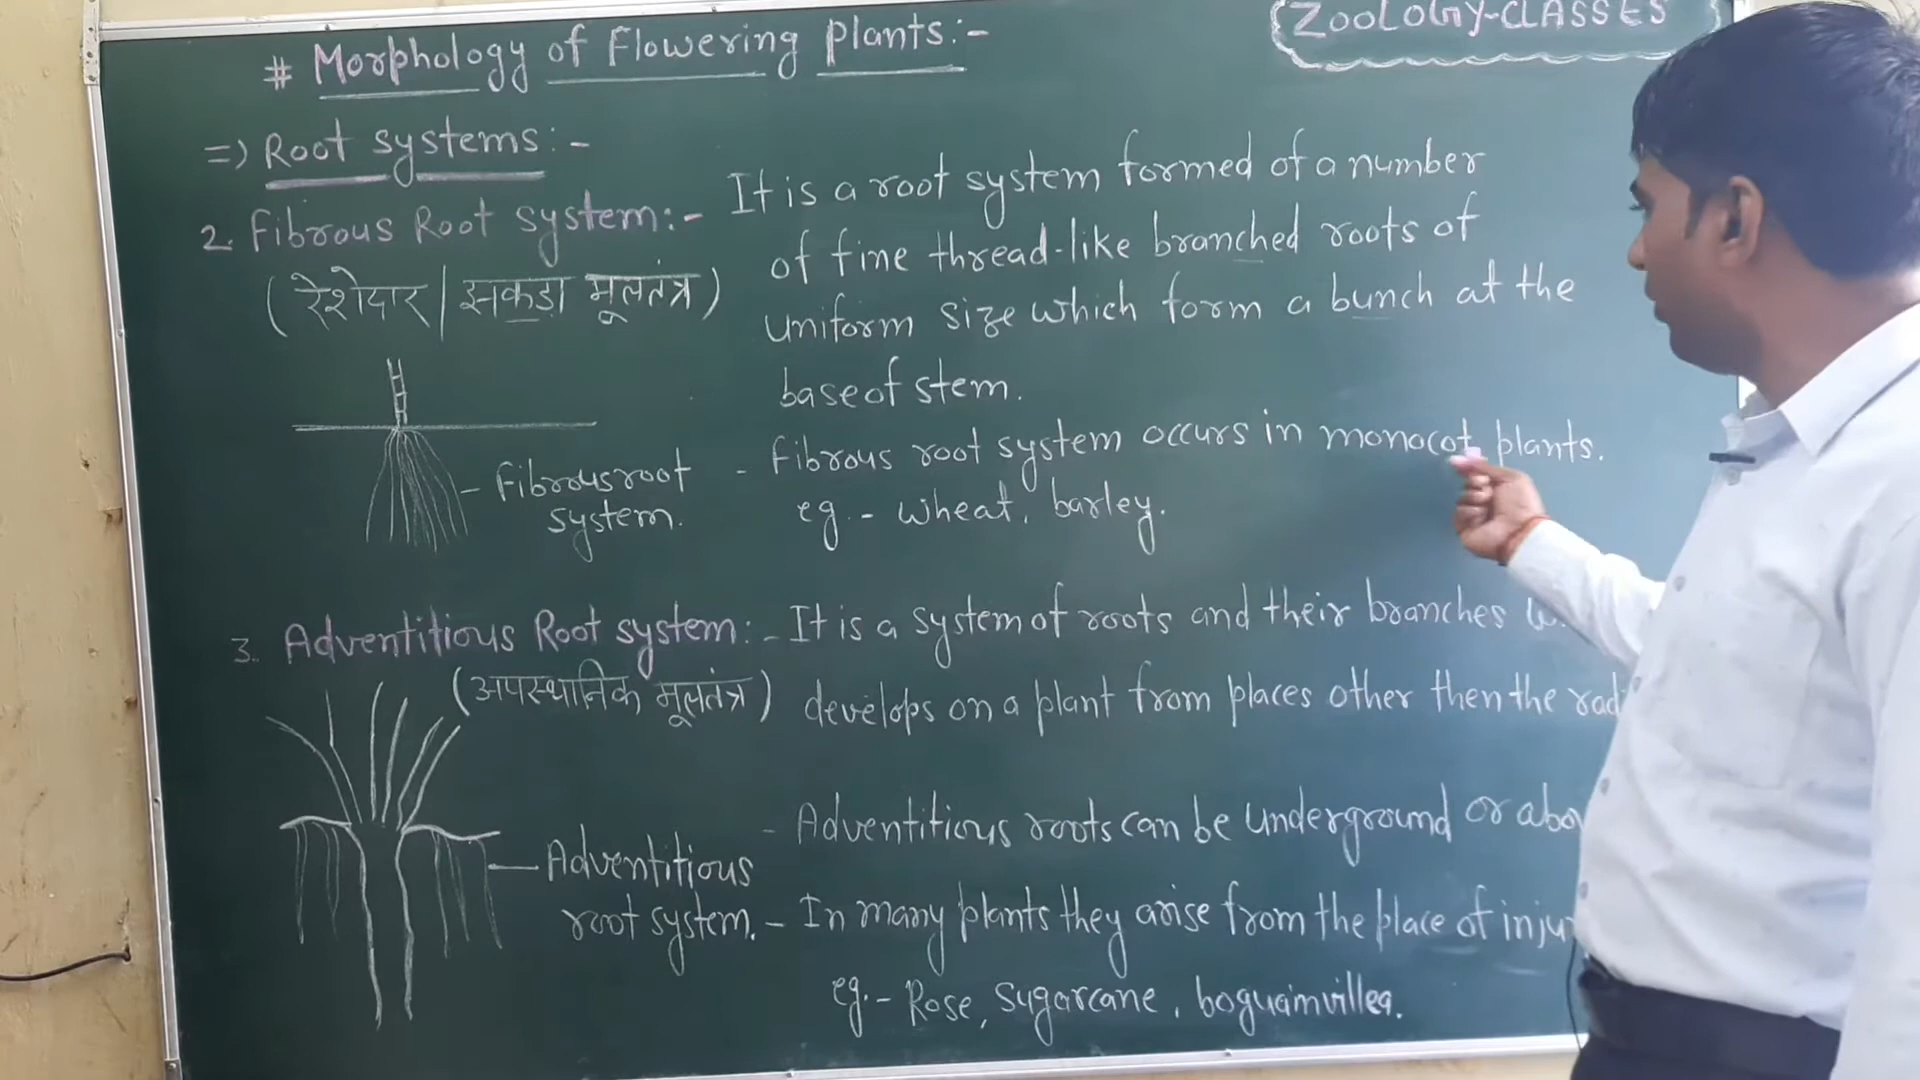 # Morphology of Flowering Plants:-
ZOOLOGY-CLASSES
=) Root systems:-
2. Fibrous Root system:- It is a root system formed of a number
(रेशेदार / झकड़ा मूलतंत्र) of fine thread-like branched roots of
uniform size which form a bunch at the
base of stem.
- Fibrous root system occurs in monocot plants.
eg.- wheat, barley.
- Fibrous root
system.
3. Adventitious Root system:- It is a system of roots and their branches
(अपस्थानिक मूलतंत्र) develops on a plant from places other then the
- Adventitious roots can be underground or
Adventitious
root system. - In many plants they arise from the place of
eg.- Rose, Sugarcane, boguainvillea.